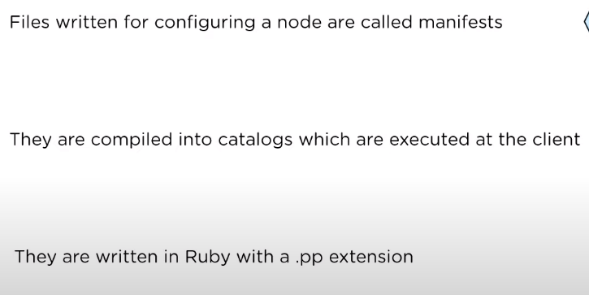 Files written for configuring a node are called manifests
They are compiled into catalogs which are executed at the client
They are written in Ruby with a .pp extension